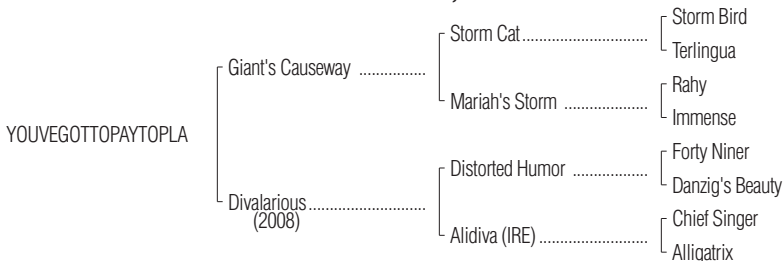 Storm Bird
Storm Cat
Terlingua
Giant's Causeway
Rahy
Mariah's Storm
Immense
YOUVEGOTTOPAYTOPLA
Forty Niner
Distorted Humor
Danzig's Beauty
Divalarious
(2008)
Chief Singer
Alidiva (IRE)
Alligatrix